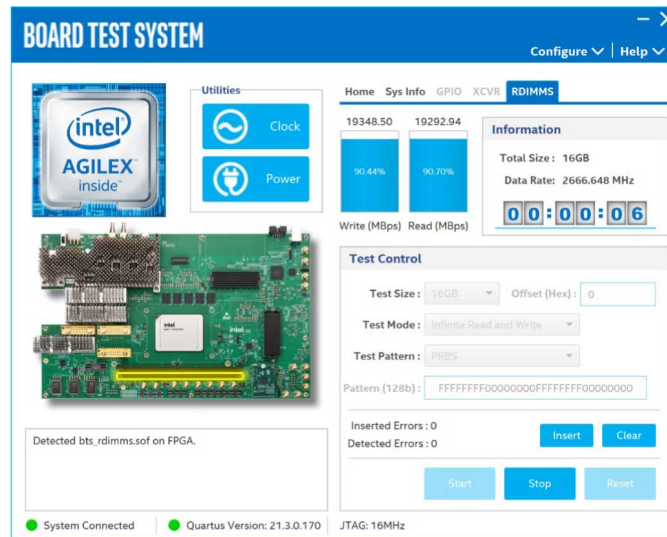 BOARD TEST SYSTEM
Configure
Help
intel
AGILEX
inside
Utilities
Clock
Power
Home Sys Info GPIO XCVR RDIMMS
19348.50 19292.94
90.44% 90.70%
Write (MBps) Read (MBps)
Information
Total Size : 16GB
Data Rate: 2666.648 MHz
00:00:06
Test Control
Test Size : 16GB Offset (Hex) : 0
Test Mode : Infinite Read and Write
Test Pattern : PRBS
Pattern (128b) : FFFFFFFF00000000FFFFFFFF00000000
Inserted Errors : 0
Detected Errors : 0
Insert Clear
Start Stop Reset
intel
intel
Detected bts_rdimms.sof on FPGA.
System Connected
Quartus Version: 21.3.0.170
JTAG: 16MHz